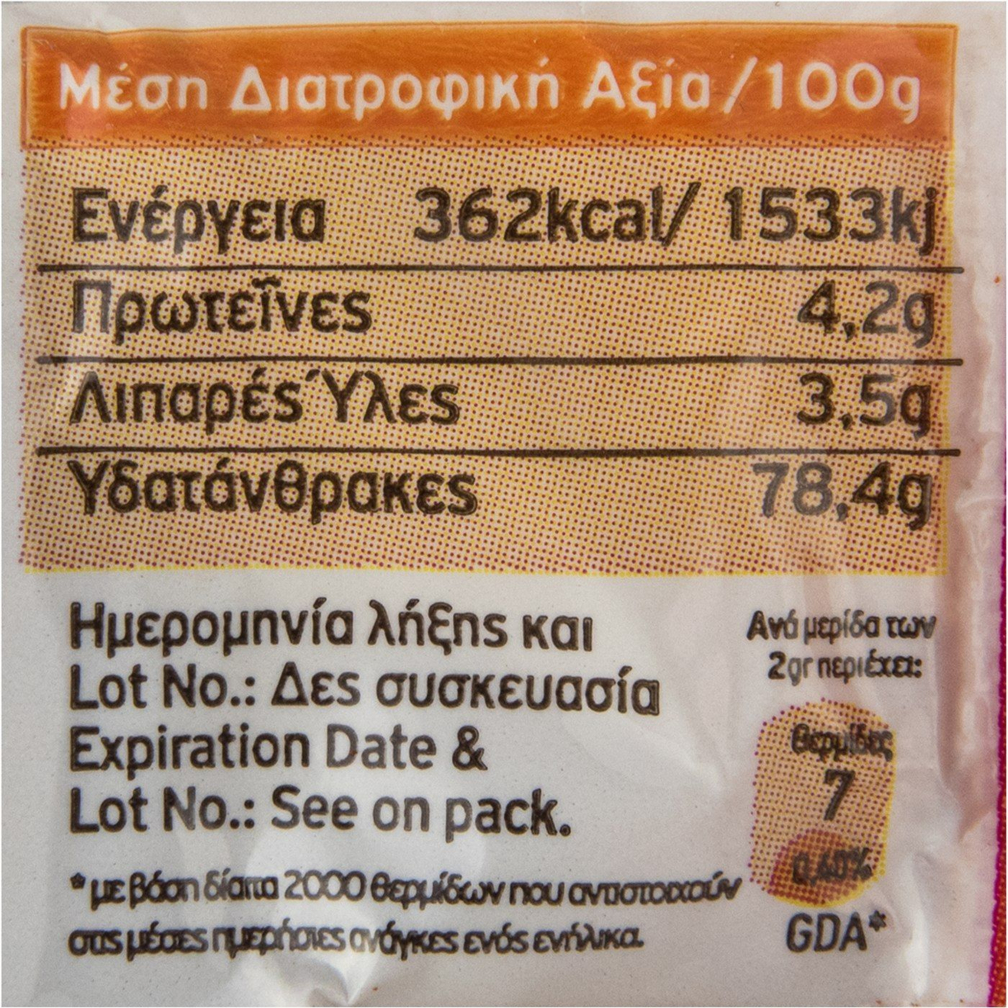 Μέση Διατροφική Αξία/100g
Ενέργεια 362kcal/ 1533kj
Πρωτεΐνες 4,2g
Λιπαρές Ύλες 3,5g
Υδατάνθρακες 78,4g
Ημερομηνία λήξης και
Lot No.: Δες συσκευασία
Expiration Date &
Lot No.: See on pack.
Ανά μερίδα των
2gr περιέχει:
Θερμίδες
7
0,60%
GDA*
*με βάση δίαιτα 2000 θερμίδων που αντιστοιχούν
στις μέσες ημερήσιες ανάγκες ενός ενήλικα.